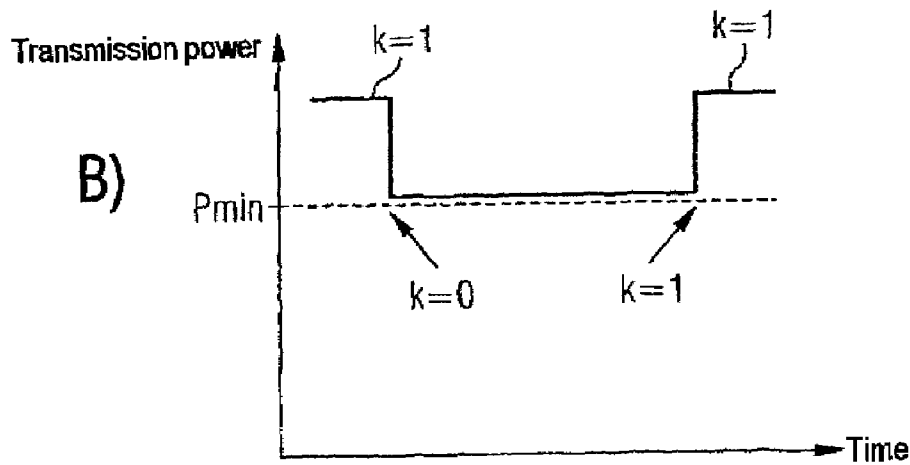 Transmission power
k=1
k=1
B)
Pmin
k=0
k=1
Time